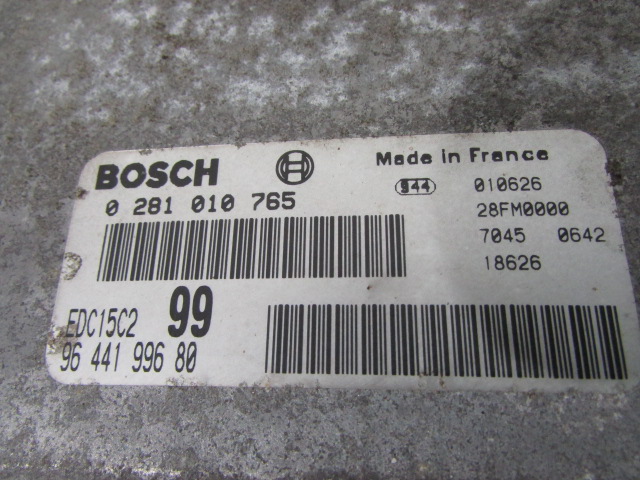 BOSCH Made in France
0 281 010 765 944 010626
28FM0000
7045 0642
18626
EDC15C2 99
96 441 996 80